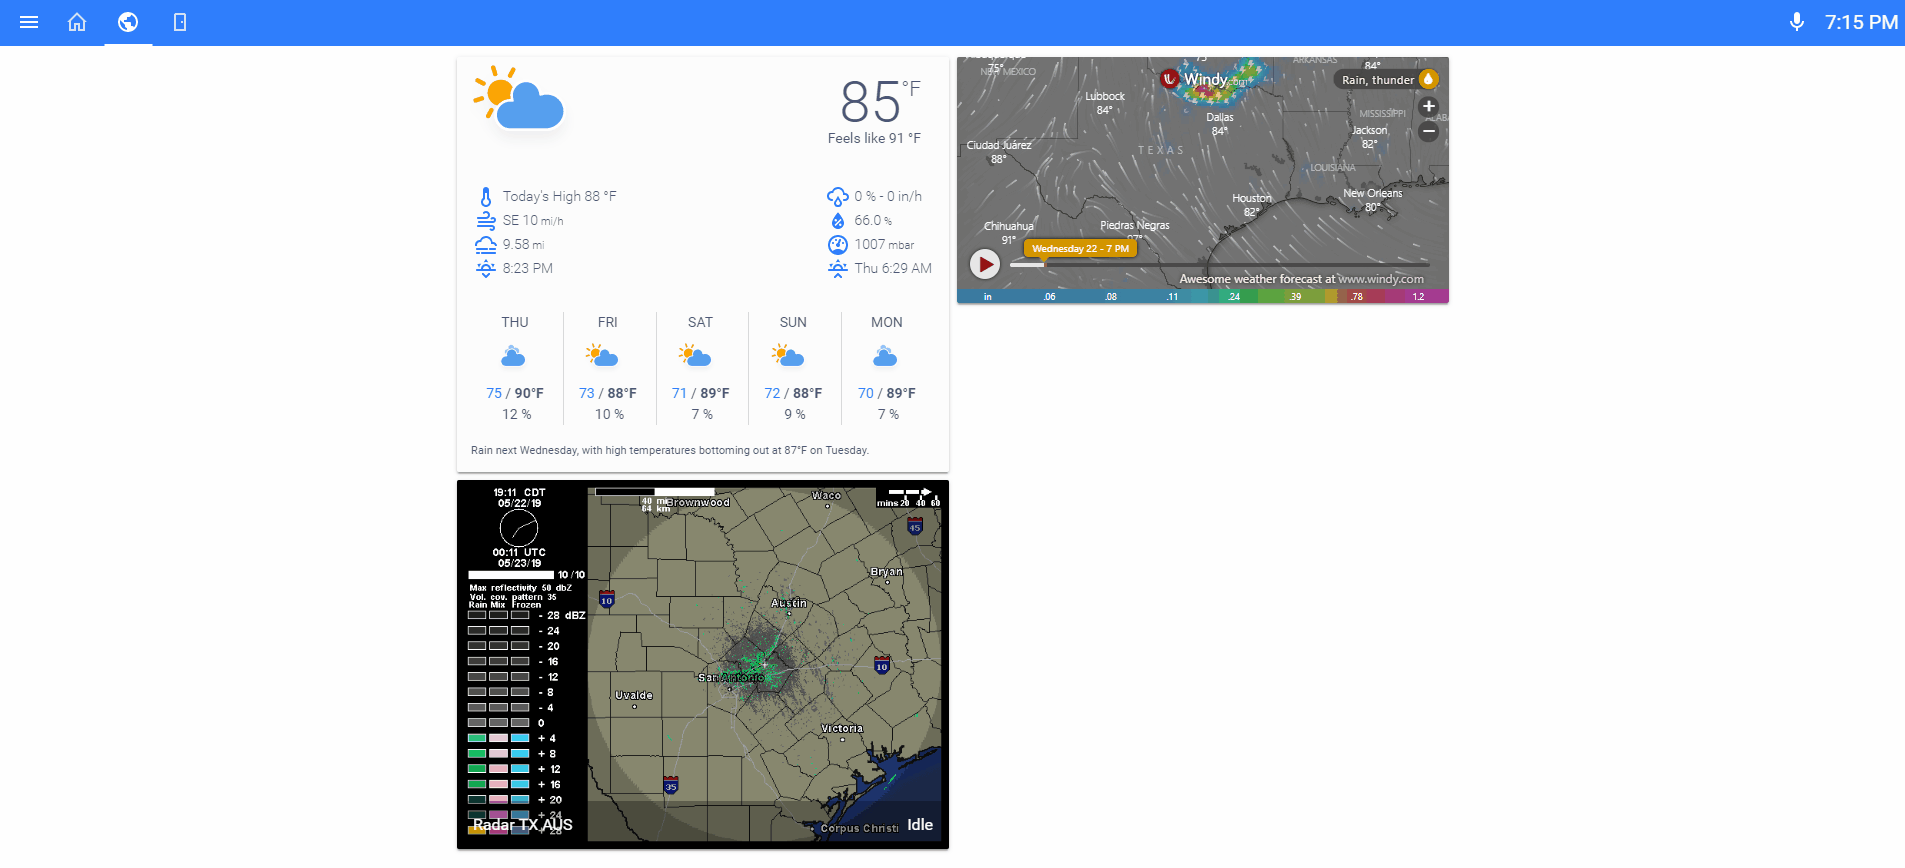 7:15 PM
85 °F
Feels like 91 °F
Today's High 88 °F
0 % - 0 in/h
SE 10 mi/h
66.0 %
9.58 mi
1007 mbar
8:23 PM
Thu 6:29 AM
THU FRI SAT SUN MON
75 / 90°F 73 / 88°F 71 / 89°F 72 / 88°F 70 / 89°F
12 % 10 % 7 % 9 % 7 %
Rain next Wednesday, with high temperatures bottoming out at 87°F on Tuesday.
75°
NEW MEXICO
ARKANSAS
84°
Windy.com
Rain, thunder
Lubbock
84°
+
Dallas
84°
MISSISSIPPI
Jackson
82°
−
TEXAS
Ciudad Juárez
88°
LOUISIANA
New Orleans
80°
Houston
82°
Chihuahua
91°
Piedras Negras
Wednesday 22 - 7 PM
Awesome weather forecast at www.windy.com
in .06 .08 .11 .24 .39 .78 1.2
19:11 CDT
05/22/19
00:11 UTC
05/23/19
10/10
Max reflectivity 50 dbZ
Vol. cov. pattern 35
Rain Mix Frozen
- 28 dBZ
- 24
- 20
- 16
- 12
- 8
- 4
0
+ 4
+ 8
+ 12
+ 16
+ 20
+ 24
+ 28
40 mi
64 km
Brownwood
Waco
mins 20 40 60
45
Bryan
10
Austin
10
San Antonio
Uvalde
Victoria
35
Corpus Christi
Radar TX AUS
Idle